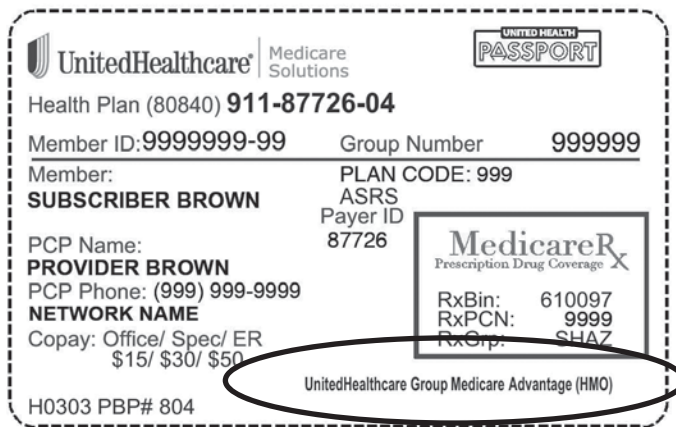 UnitedHealthcare® Medicare Solutions
UNITED HEALTH
PASSPORT
Health Plan (80840) 911-87726-04
Member ID:9999999-99 Group Number 999999
Member: PLAN CODE: 999
SUBSCRIBER BROWN ASRS
Payer ID
87726
PCP Name:
PROVIDER BROWN
PCP Phone: (999) 999-9999
NETWORK NAME
Copay: Office/ Spec/ ER
$15/ $30/ $50
MedicareRx
Prescription Drug Coverage
RxBin: 610097
RxPCN: 9999
RxGrp: SHAZ
UnitedHealthcare Group Medicare Advantage (HMO)
H0303 PBP# 804